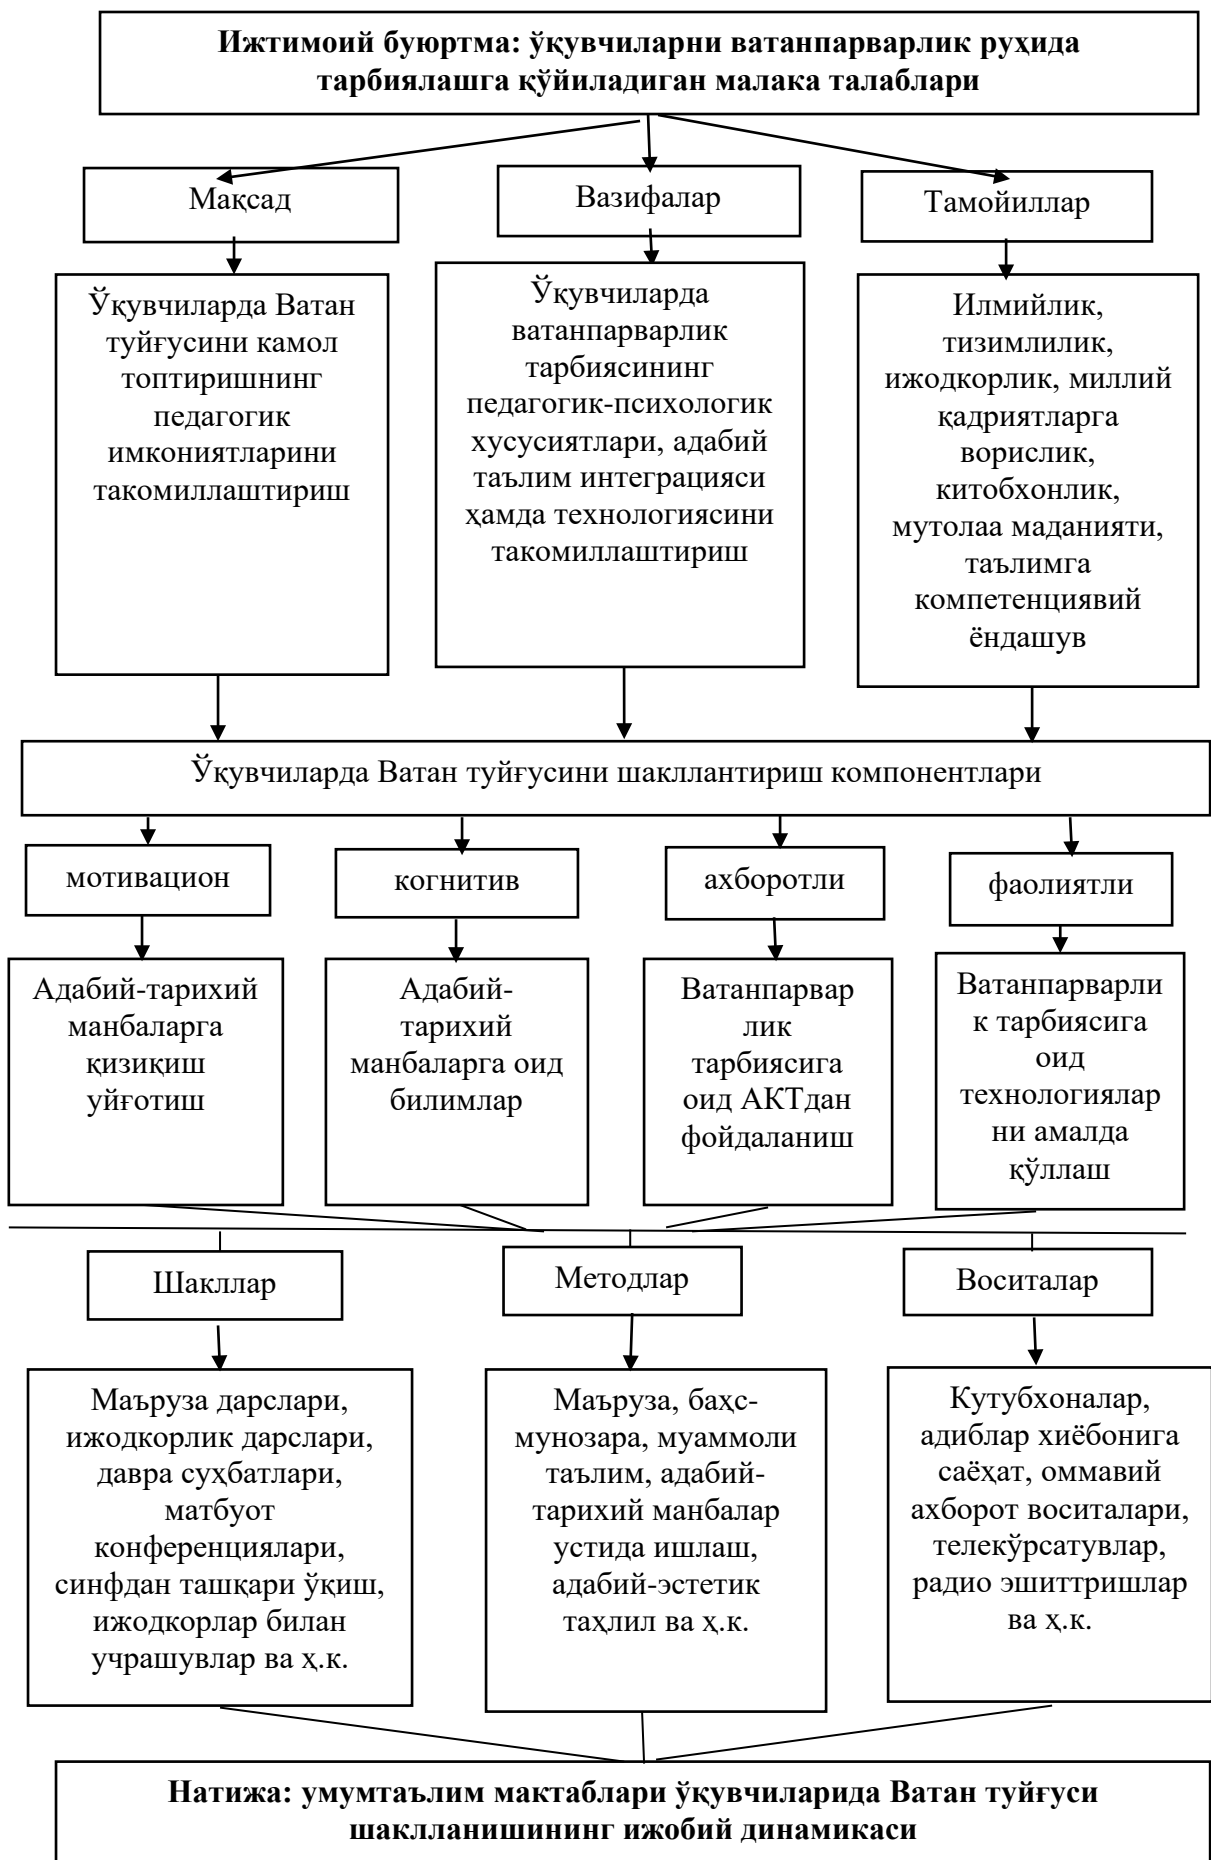 Ижтимоий буюртма: ўқувчиларни ватанпарварлик руҳида
тарбиялашга қўйиладиган малака талаблари
Мақсад
Вазифалар
Тамойиллар
Ўқувчиларда Ватан
туйғусини камол
топтиришнинг
педагогик
имкониятларини
такомиллаштириш
Ўқувчиларда
ватанпарварлик
тарбиясининг
педагогик-психологик
хусусиятлари, адабий
таълим интеграцияси
ҳамда технологиясини
такомиллаштириш
Илмийлик,
тизимлилик,
ижодкорлик, миллий
қадриятларга
ворислик,
китобхонлик,
мутолаа маданияти,
таълимга
компетенциявий
ёндашув
Ўқувчиларда Ватан туйғусини шакллантириш компонентлари
мотивацион
когнитив
ахборотли
фаолиятли
Адабий-тарихий
манбаларга
қизиқиш
уйғотиш
Адабий-
тарихий
манбаларга оид
билимлар
Ватанпарвар
лик
тарбиясига
оид АКТдан
фойдаланиш
Ватанпарварли
к тарбиясига
оид
технологиялар
ни амалда
қўллаш
Шакллар
Методлар
Воситалар
Маъруза дарслари,
ижодкорлик дарслари,
давра суҳбатлари,
матбуот
конференциялари,
синфдан ташқари ўқиш,
ижодкорлар билан
учрашувлар ва ҳ.к.
Маъруза, баҳс-
мунозара, муаммоли
таълим, адабий-
тарихий манбалар
устида ишлаш,
адабий-эстетик
таҳлил ва ҳ.к.
Кутубхоналар,
адиблар хиёбонига
саёҳат, оммавий
ахборот воситалари,
телекўрсатувлар,
радио эшиттришлар
ва ҳ.к.
Натижа: умумтаълим мактаблари ўқувчиларида Ватан туйғуси
шаклланишининг ижобий динамикаси